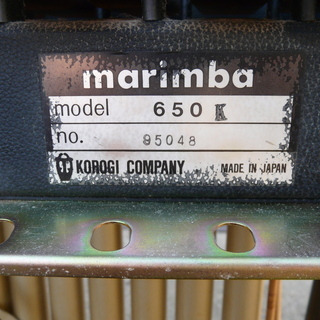 marimba
model 650 K
no. 95048
KOROGI COMPANY MADE IN JAPAN